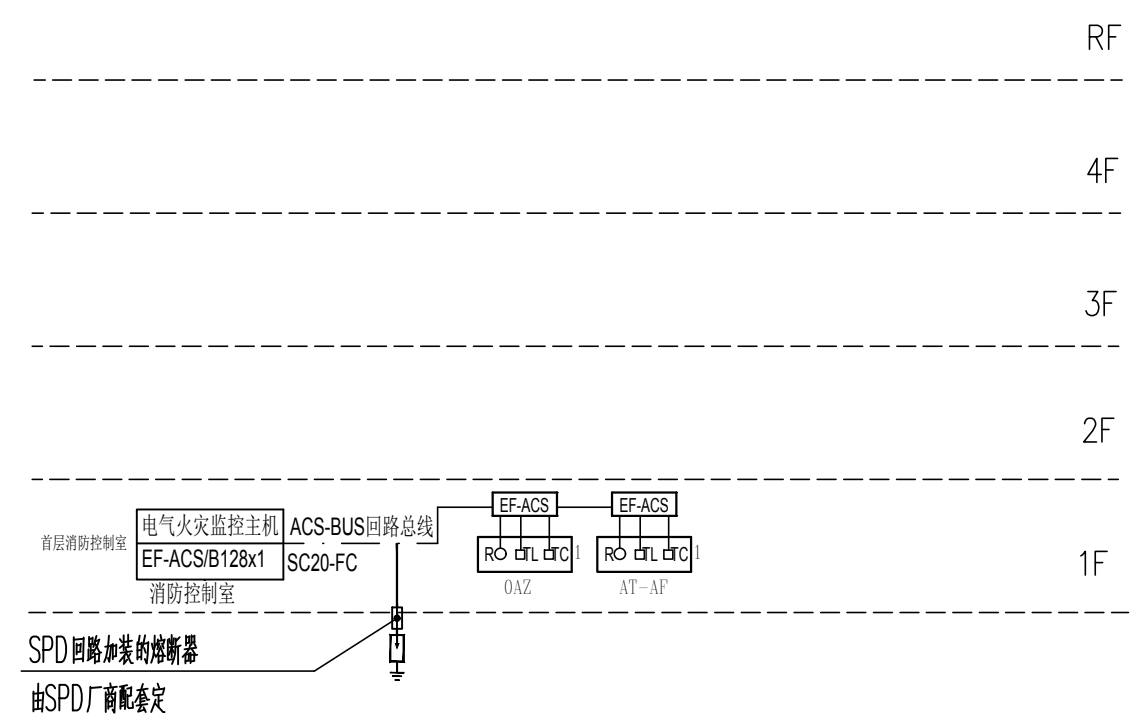 RF
4F
3F
2F
1F
首层消防控制室
电气火灾监控主机
EF-ACS/B128x1
消防控制室
ACS-BUS回路总线
SC20-FC
EF-ACS
R TL TC 1
OAZ
EF-ACS
R TL TC 1
AT-AF
SPD回路加装的熔断器
由SPD厂商配套定